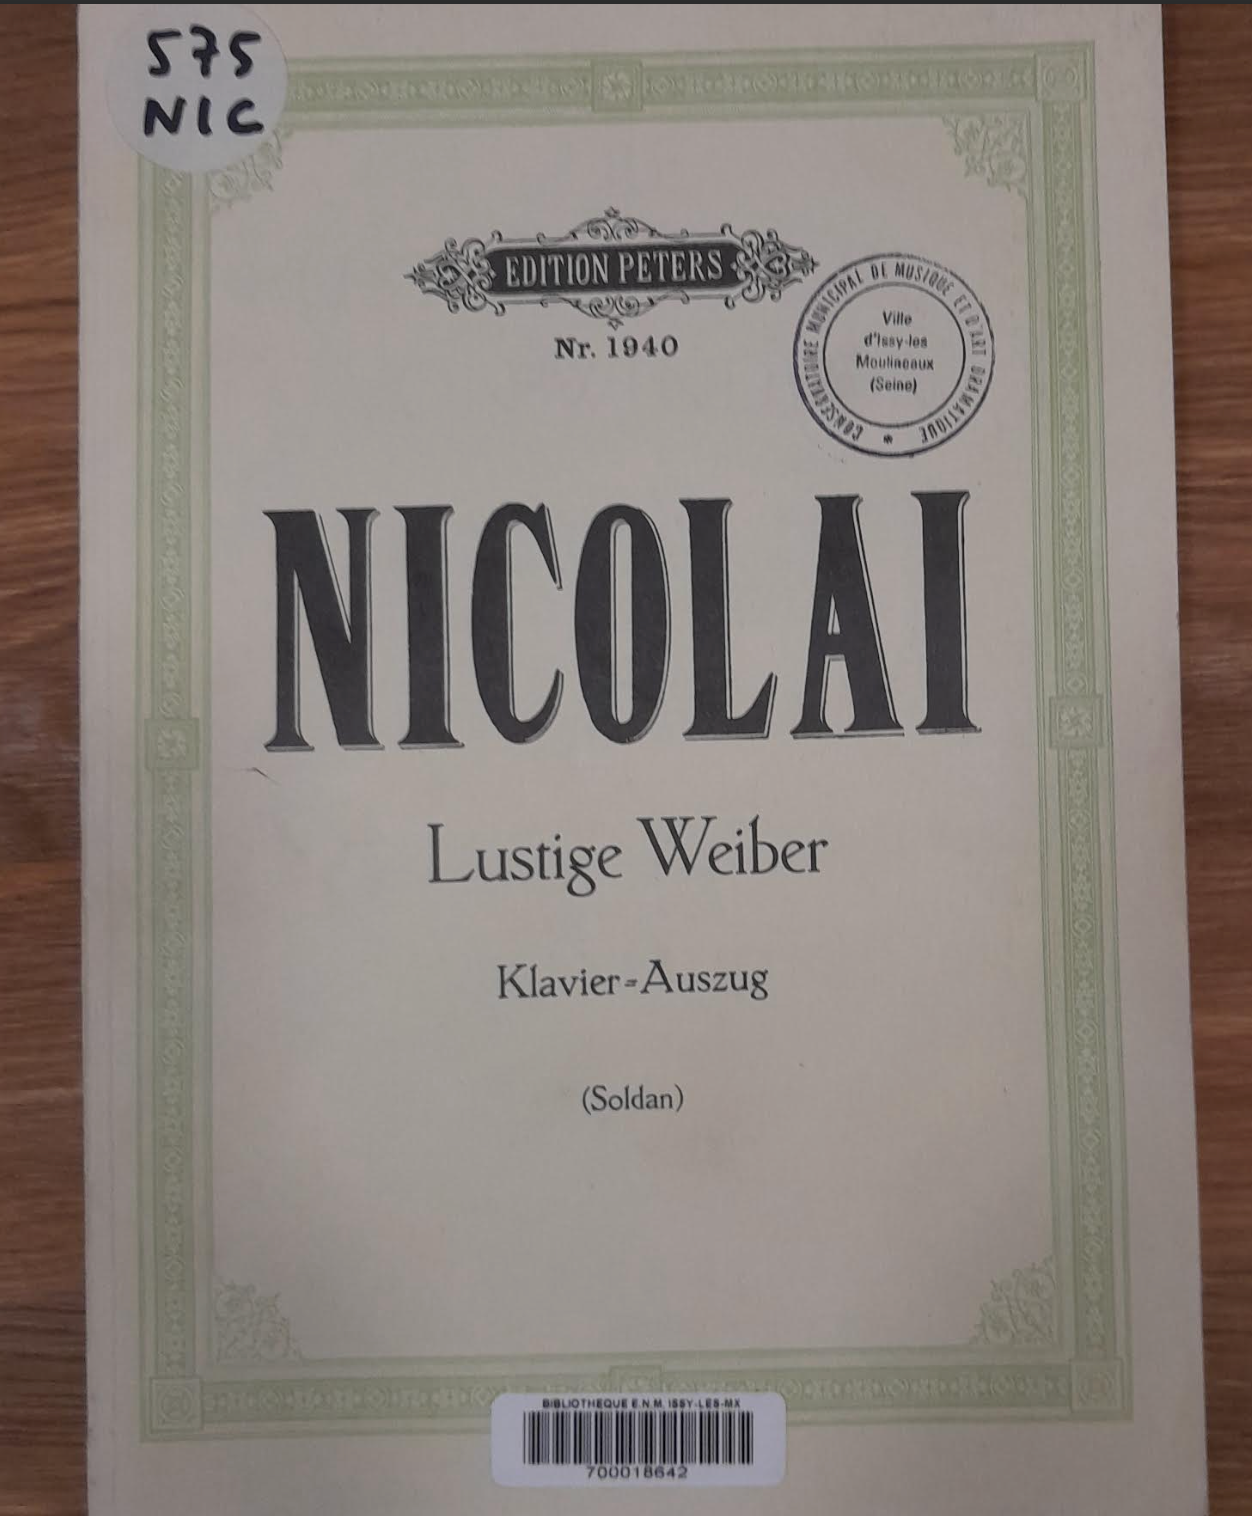 575
NIC
EDITION PETERS
Nr. 1940
CONSERVATOIRE MUNICIPAL DE MUSIQUE ET D'ART DRAMATIQUE *
Ville
d'Issy-les
Moulineaux
(Seine)
NICOLAI
Lustige Weiber
Klavier=Auszug
(Soldan)
BIBLIOTHEQUE E.N.M. ISSY-LES-MX
700018642